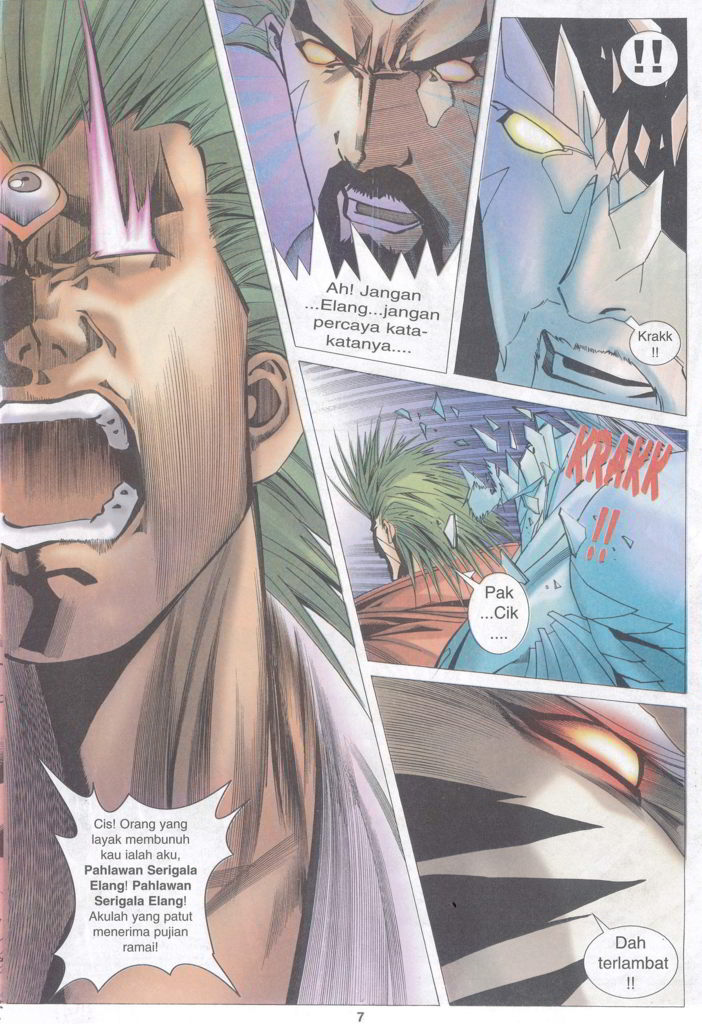 Ah! Jangan
...Elang...jangan
percaya kata-
katanya....
!!
Krakk
!!
KRAKK
!!
Pak
...Cik
....
Cis! Orang yang
layak membunuh
kau ialah aku,
Pahlawan Serigala
Elang! Pahlawan
Serigala Elang!
Akulah yang patut
menerima pujian
ramai!
Dah
terlambat
!!
7